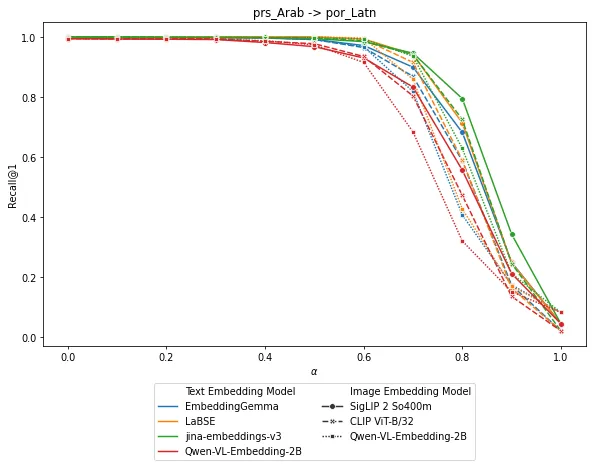 prs_Arab -> por_Latn
1.0
0.8
0.6
0.4
0.2
0.0
Recall@1
0.0 0.2 0.4 0.6 0.8 1.0
α
Text Embedding Model Image Embedding Model
EmbeddingGemma SigLIP 2 So400m
LaBSE CLIP ViT-B/32
jina-embeddings-v3 Qwen-VL-Embedding-2B
Qwen-VL-Embedding-2B